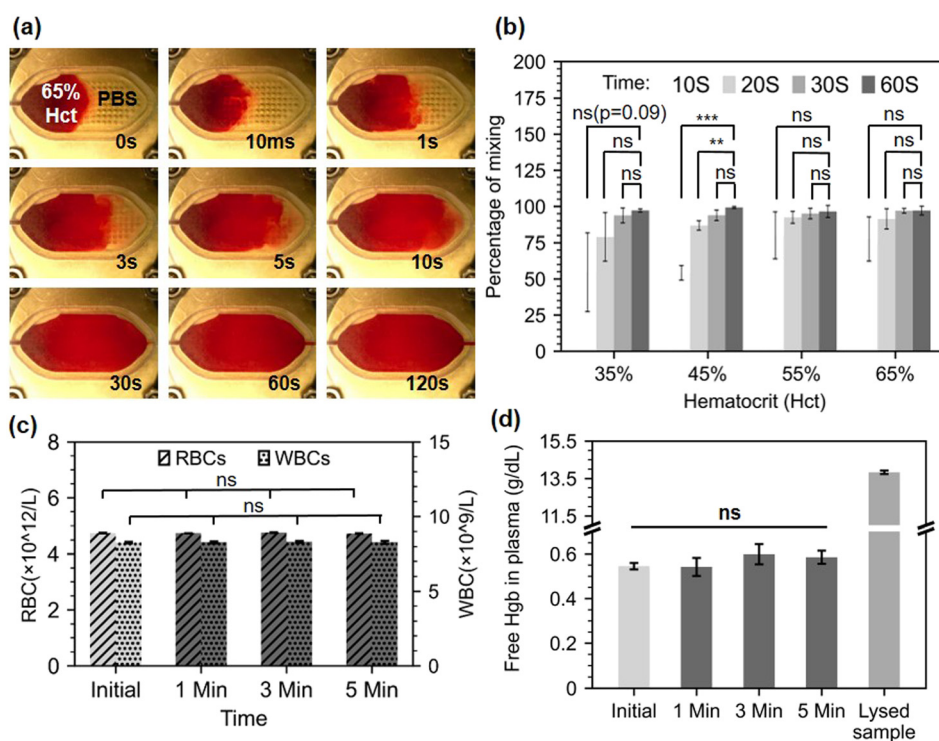 (a)
65%
Hct
PBS
0s
10ms
1s
3s
5s
10s
30s
60s
120s
(b)
Percentage of mixing
200
175
150
125
100
75
50
25
0
Time: 10S 20S 30S 60S
ns(p=0.09)
ns
ns
***
**
ns
ns
ns
ns
ns
ns
ns
35% 45% 55% 65%
Hematocrit (Hct)
(c)
RBC(×10^12/L)
8
6
4
2
0
RBCs WBCs
ns
ns
15
10
5
0
WBC(×10^9/L)
Initial 1 Min 3 Min 5 Min
Time
(d)
Free Hgb in plasma (g/dL)
15.5
13.5
11.5
0.6
0.4
0.2
0
ns
Initial 1 Min 3 Min 5 Min Lysed
sample